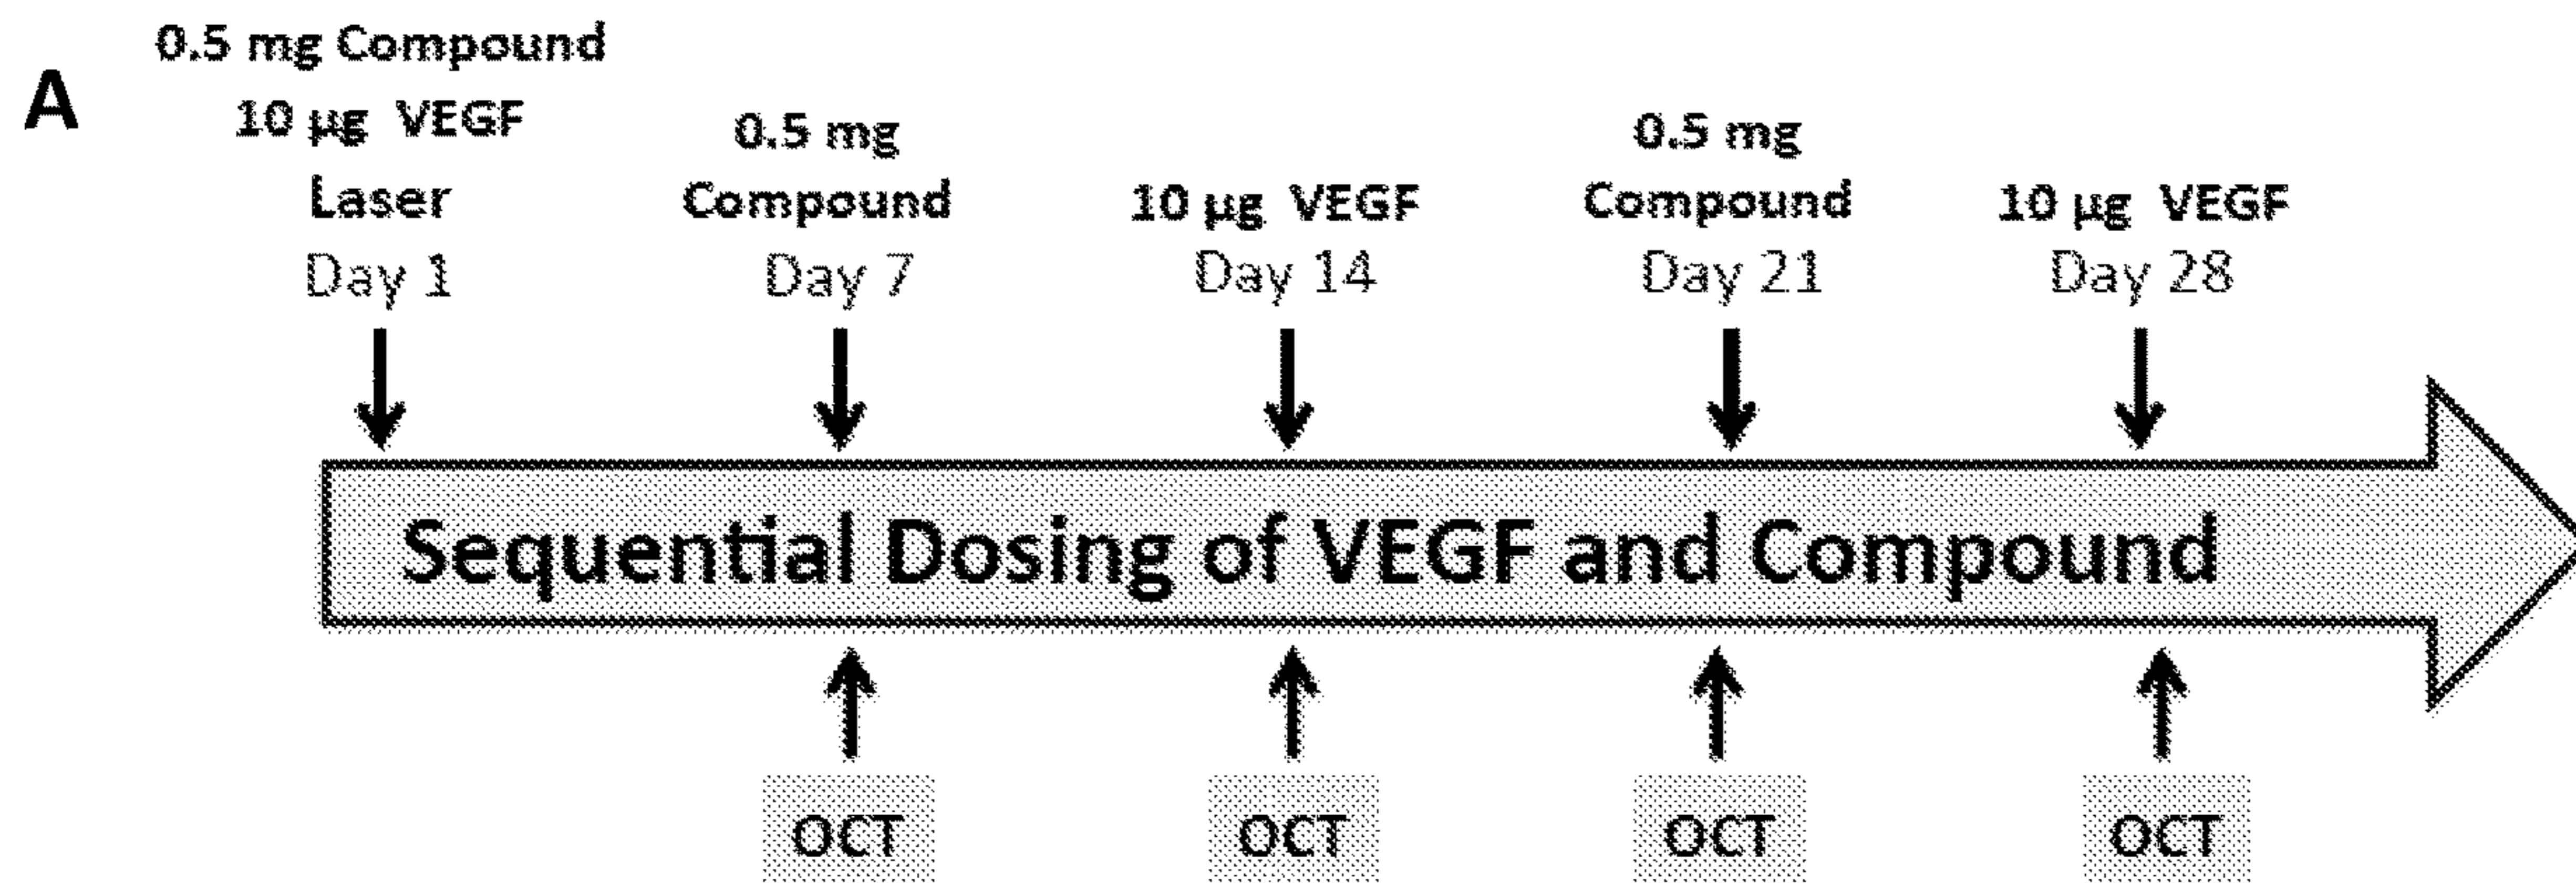 A
0.5 mg Compound
10 µg VEGF
Laser
Day 1
0.5 mg
Compound
Day 7
10 µg VEGF
Day 14
0.5 mg
Compound
Day 21
10 µg VEGF
Day 28
Sequential Dosing of VEGF and Compound
OCT
OCT
OCT
OCT